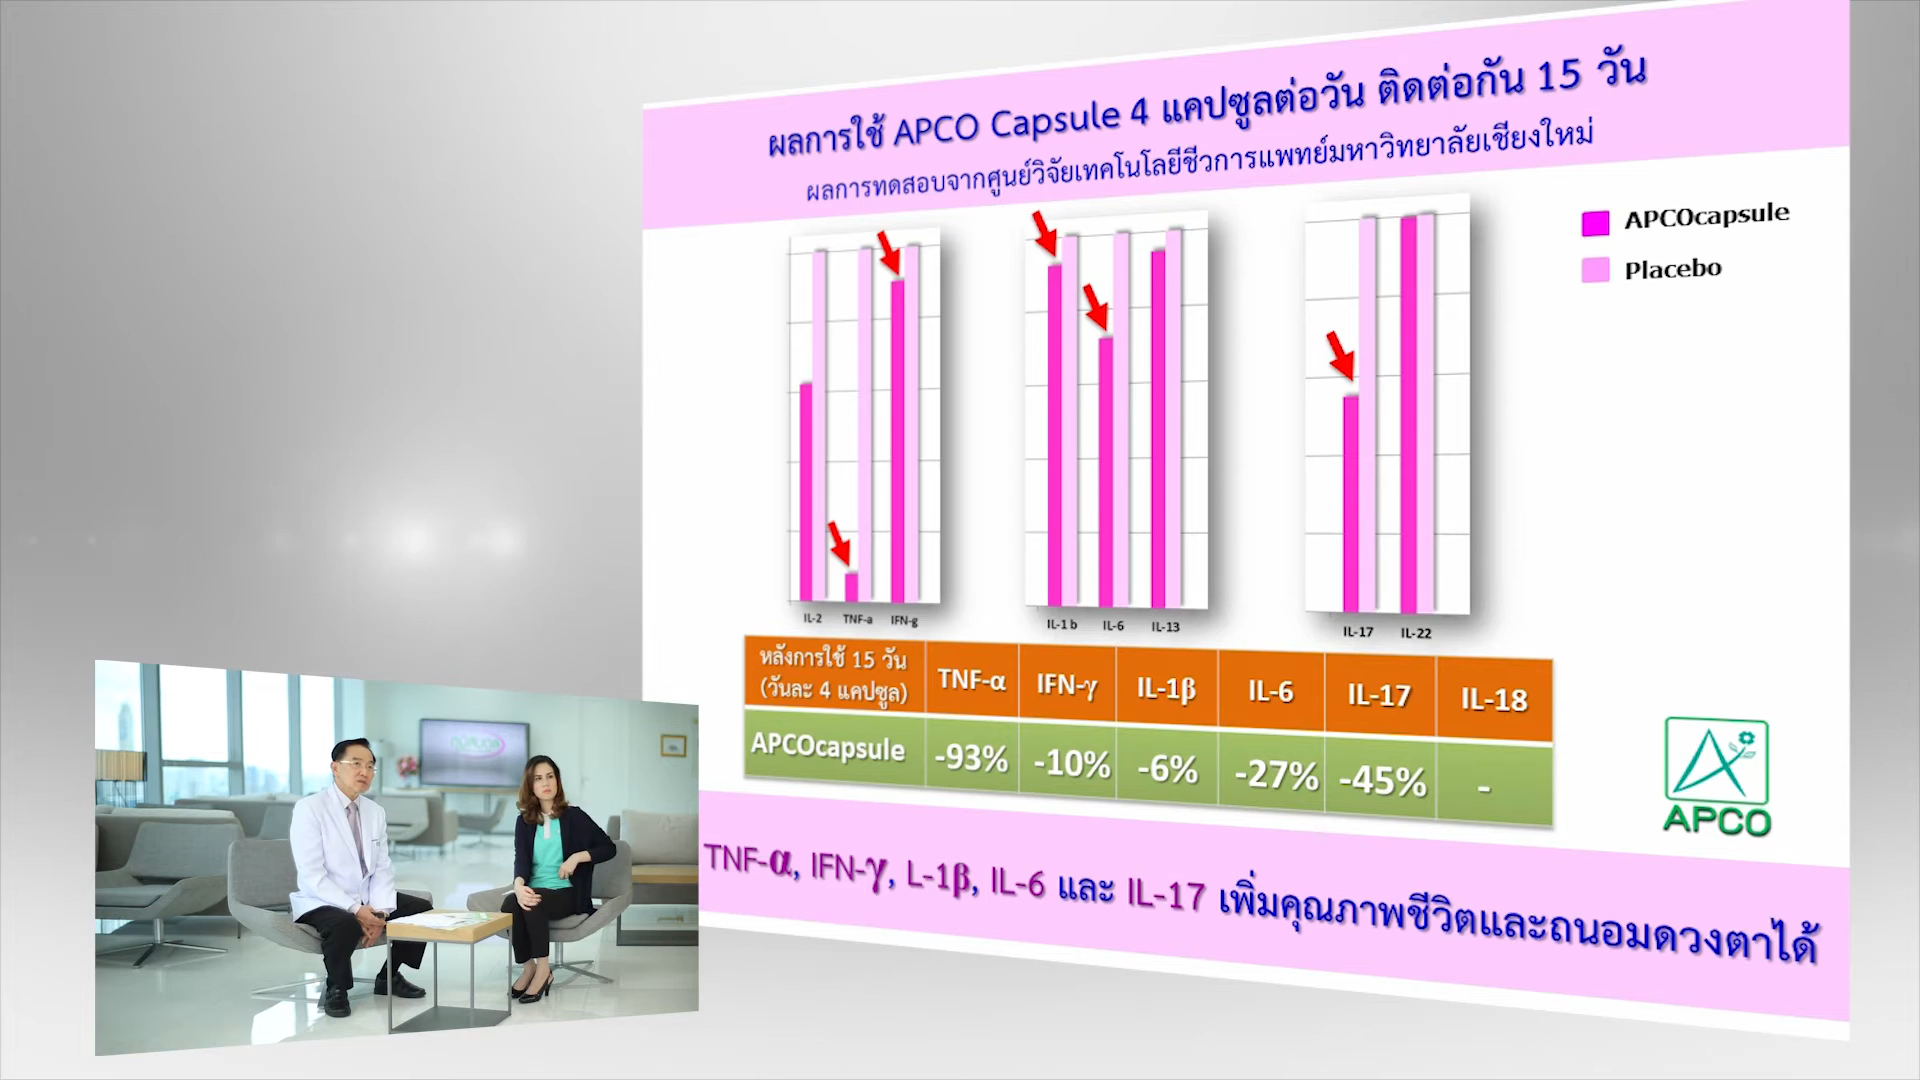 ผลการใช้ APCO Capsule 4 แคปซูลต่อวัน ติดต่อกัน 15 วัน
ผลการทดสอบจากศูนย์วิจัยเทคโนโลยีชีวการแพทย์มหาวิทยาลัยเชียงใหม่
APCOcapsule
Placebo
IL-2 TNF-a IFN-g
IL-1 b IL-6 IL-13
IL-17 IL-22
หลังการใช้ 15 วัน
(วันละ 4 แคปซูล)
TNF-α IFN-γ IL-1β IL-6 IL-17 IL-18
APCOcapsule -93% -10% -6% -27% -45% -
APCO
TNF-α, IFN-γ, L-1β, IL-6 และ IL-17 เพิ่มคุณภาพชีวิตและถนอมดวงตาได้